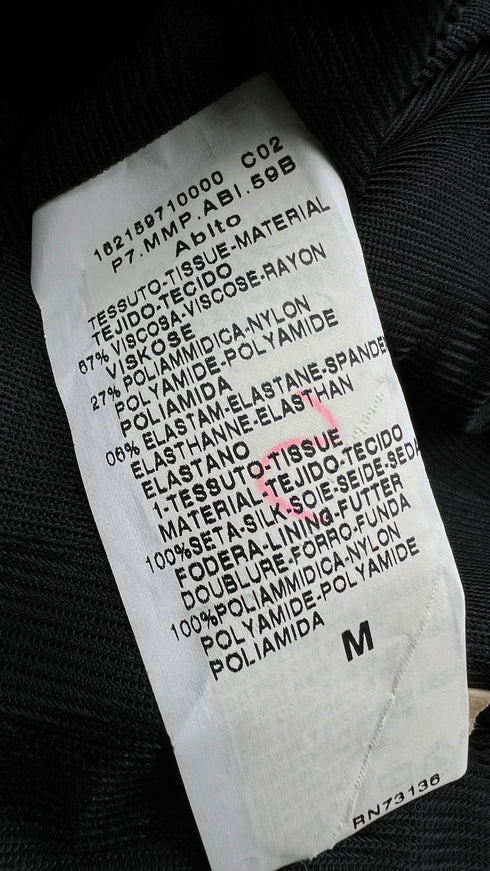 162159710000 C02
P7.MMP.ABI.59B
Abito
TESSUTO-TISSUE-MATERIAL
TEJIDO-TECIDO
67% VISCOSA-VISCOSE-RAYON
VISKOSE
27% POLIAMMIDICA-NYLON
POLYAMIDE-POLYAMIDE
POLIAMIDA
06% ELASTAM-ELASTANE-SPANDE
ELASTHANNE-ELASTHAN
ELASTANO
1-TESSUTO-TISSUE
MATERIAL-TEJIDO-TECIDO
100%SETA-SILK-SOIE-SEIDE-SEDA
FODERA-LINING-FUTTER
DOUBLURE-FORRO-FUNDA
100%POLIAMMIDICA-NYLON
POLYAMIDE-POLYAMIDE
POLIAMIDA
M
RN73136